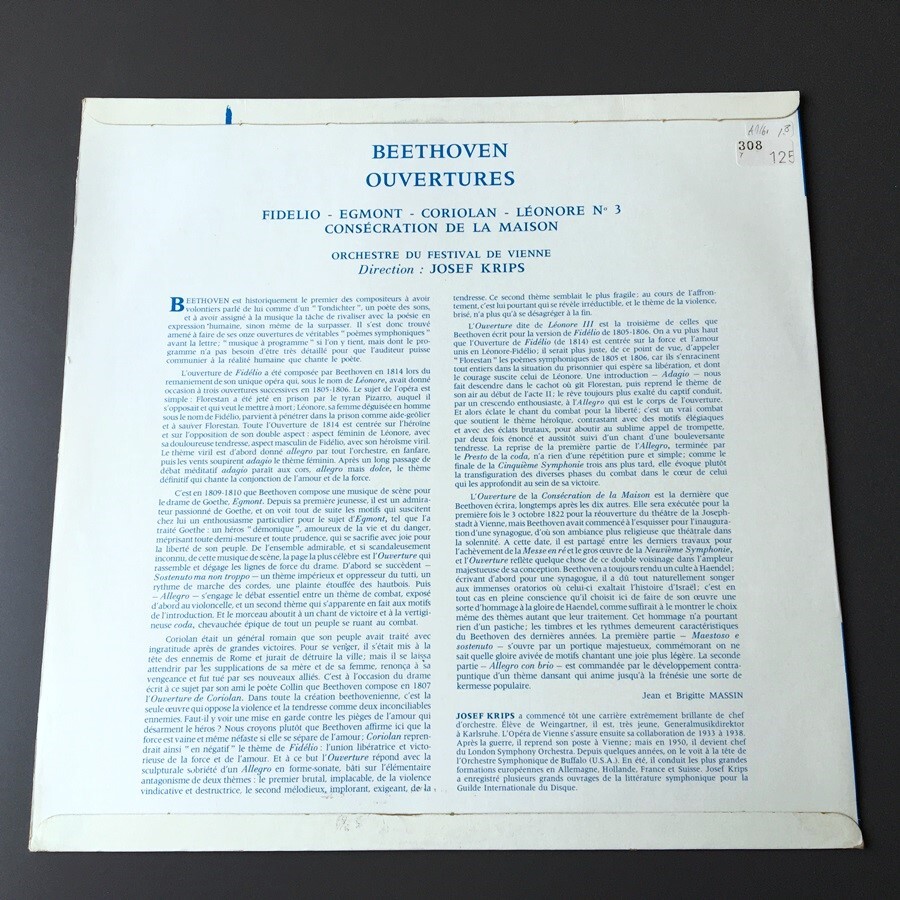 BEETHOVEN
OUVERTURES
308
7
125
FIDELIO - EGMONT - CORIOLAN - LÉONORE No 3
CONSÉCRATION DE LA MAISON
ORCHESTRE DU FESTIVAL DE VIENNE
Direction : JOSEF KRIPS
BEETHOVEN est historiquement le premier des compositeurs à avoir
volontiers parlé de lui comme d'un "Tondichter", un poète des sons,
et à avoir assigné à la musique la tâche de rivaliser avec la poésie en
expression humaine, sinon même de la surpasser. Il s'est donc trouvé
amené à faire de ses onze ouvertures de véritables "poèmes symphoniques"
avant la lettre; "musique à programme" si l'on y tient, mais dont le pro-
gramme n'a pas besoin d'être très détaillé pour que l'auditeur puisse
communier à la réalité humaine que chante le poète.
L'ouverture de Fidélio a été composée par Beethoven en 1814 lors du
remaniement de son unique opéra qui, sous le nom de Léonore, avait donné
occasion à trois ouvertures successives en 1805-1806. Le sujet de l'opéra est
simple : Florestan a été jeté en prison par le tyran Pizarro, auquel il
s'opposait et qui veut le mettre à mort; Léonore, sa femme déguisée en homme
sous le nom de Fidélio, parvient à pénétrer dans la prison comme aide-geôlier
et à sauver Florestan. Toute l'Ouverture de 1814 est centrée sur l'héroïne
et sur l'opposition de son double aspect : aspect féminin de Léonore, avec
sa douloureuse tendresse, aspect masculin de Fidélio, avec son héroïsme viril.
Le thème viril est d'abord donné allegro par tout l'orchestre, en fanfare,
puis les vents soupirent adagio le thème féminin. Après un long passage de
débat méditatif adagio paraît aux cors, allegro mais dolce, le thème
définitif qui chante la conjonction de l'amour et de la force.
C'est en 1809-1810 que Beethoven compose une musique de scène pour
le drame de Goethe, Egmont. Depuis sa première jeunesse, il est un admira-
teur passionné de Goethe, et on voit tout de suite les motifs qui suscitent
chez lui un enthousiasme particulier pour le sujet d'Egmont, tel que l'a
traité Goethe : un héros "démonique", amoureux de la vie et du danger,
méprisant toute demi-mesure et toute prudence, qui se sacrifie avec joie pour
la liberté de son peuple. De l'ensemble admirable, et si scandaleusement
inconnu, de cette musique de scène, la page la plus célèbre est l'Ouverture qui
rassemble et dégage les lignes de force du drame. D'abord se succèdent –
Sostenuto ma non troppo – un thème impérieux et oppresseur du tutti, un
rythme de marche des cordes, une plainte étouffée des hautbois. Puis
– Allegro – s'engage le débat essentiel entre un thème de combat, exposé
d'abord au violoncelle, et un second thème qui s'apparente en fait aux motifs
de l'introduction. Et le morceau aboutit à un chant de victoire et à la vertigi-
neuse coda, chevauchée épique de tout un peuple se ruant au combat.
Coriolan était un général romain que son peuple avait traité avec
ingratitude après de grandes victoires. Pour se venger, il s'était mis à la
tête des ennemis de Rome et jurait de détruire la ville; mais il se laissa
attendrir par les supplications de sa mère et de sa femme, renonça à sa
vengeance et fut tué par ses nouveaux alliés. C'est à l'occasion du drame
écrit à ce sujet par son ami le poète Collin que Beethoven compose en 1807
l'Ouverture de Coriolan. Dans toute la création beethovenienne, c'est la
seule œuvre qui oppose la violence et la tendresse comme deux inconciliables
ennemies. Faut-il y voir une mise en garde contre les pièges de l'amour qui
désarment le héros? Nous croyons plutôt que Beethoven affirme ici que la
force est vaine et même néfaste si elle se sépare de l'amour; Coriolan repren-
drait ainsi "en négatif" le thème de Fidélio : l'union libératrice et victo-
rieuse de la force et de l'amour. Et à ce but l'Ouverture répond avec la
sculpturale sobriété d'un Allegro en forme-sonate, bâti sur l'élémentaire
antagonisme de deux thèmes : le premier brutal, implacable, de la violence
vindicative et destructrice, le second mélodieux, implorant, exigeant, de la
tendresse. Ce second thème semblait le plus fragile; au cours de l'affron-
tement, c'est lui pourtant qui se révèle irréductible, et le thème de la violence,
brisé, n'a plus qu'à se désagréger à la fin.
L'Ouverture dite de Léonore III est la troisième de celles que
Beethoven écrit pour la version de Fidélio de 1805-1806. On a vu plus haut
que l'Ouverture de Fidélio (de 1814) est centrée sur la force et l'amour
unis en Léonore-Fidélio; il serait plus juste, de ce point de vue, d'appeler
"Florestan" les poèmes symphoniques de 1805 et 1806, car ils s'enracinent
tout entiers dans la situation du prisonnier qui espère sa libération, et dont
le courage suscite celui de Léonore. Une introduction – Adagio – nous
fait descendre dans le cachot où gît Florestan, puis reprend le thème de
son air au début de l'acte II; le rêve toujours plus exalté du captif conduit,
par un crescendo enthousiaste, à l'Allegro qui est le corps de l'ouverture.
Et alors éclate le chant du combat pour la liberté; c'est un vrai combat
que soutient le thème héroïque, contrastant avec des motifs élégiaques
et avec des éclats brutaux, pour aboutir au sublime appel de trompette,
par deux fois énoncé et aussitôt suivi d'un chant d'une bouleversante
tendresse. La reprise de la première partie de l'Allegro, terminée par
le Presto de la coda, n'a rien d'une répétition pure et simple; comme le
finale de la Cinquième Symphonie trois ans plus tard, elle évoque plutôt
la transfiguration des diverses phases du combat dans le cœur de celui
qui les approfondit au sein de sa victoire.
L'Ouverture de la Consécration de la Maison est la dernière que
Beethoven écrira, longtemps après les dix autres. Elle sera exécutée pour la
première fois le 3 octobre 1822 pour la réouverture du théâtre de la Joseph-
stadt à Vienne, mais Beethoven avait commencé à l'esquisser pour l'inaugura-
tion d'une synagogue, d'où son ambiance plus religieuse que théâtrale dans
la solennité. A cette date, il est partagé entre les derniers travaux pour
l'achèvement de la Messe en ré et le gros œuvre de la Neuvième Symphonie,
et l'Ouverture reflète quelque chose de ce double voisinage dans l'ampleur
majestueuse de sa conception. Beethoven a toujours rendu un culte à Haendel;
écrivant d'abord pour une synagogue, il a dû tout naturellement songer
aux immenses oratorios où celui-ci exaltait l'histoire d'Israël; c'est en
tout cas en pleine conscience qu'il choisit ici de faire de son œuvre une
sorte d'hommage à la gloire de Haendel, comme suffirait à le montrer le choix
même des thèmes autant que leur traitement. Cet hommage n'a pourtant
rien d'un pastiche; les timbres et les rythmes demeurent caractéristiques
du Beethoven des dernières années. La première partie – Maestoso e
sostenuto – s'ouvre par un portique majestueux, commémorant on ne
sait quelle gloire avivée de motifs chantant une joie plus légère. La seconde
partie – Allegro con brio – est commandée par le développement contra-
puntique d'un thème dansant qui anime jusqu'à la frénésie une sorte de
kermesse populaire.
Jean et Brigitte MASSIN
JOSEF KRIPS a commencé tôt une carrière extrêmement brillante de chef
d'orchestre. Élève de Weingartner, il est, très jeune, Generalmusikdirektor
à Karlsruhe. L'Opéra de Vienne s'assure ensuite sa collaboration de 1933 à 1938.
Après la guerre, il reprend son poste à Vienne; mais en 1950, il devient chef
du London Symphony Orchestra. Depuis quelques années, on le voit à la tête de
l'Orchestre Symphonique de Buffalo (U.S.A.). En été, il conduit les plus grandes
formations européennes en Allemagne, Hollande, France et Suisse. Josef Krips
a enregistré plusieurs grands ouvrages de la littérature symphonique pour la
Guilde Internationale du Disque.